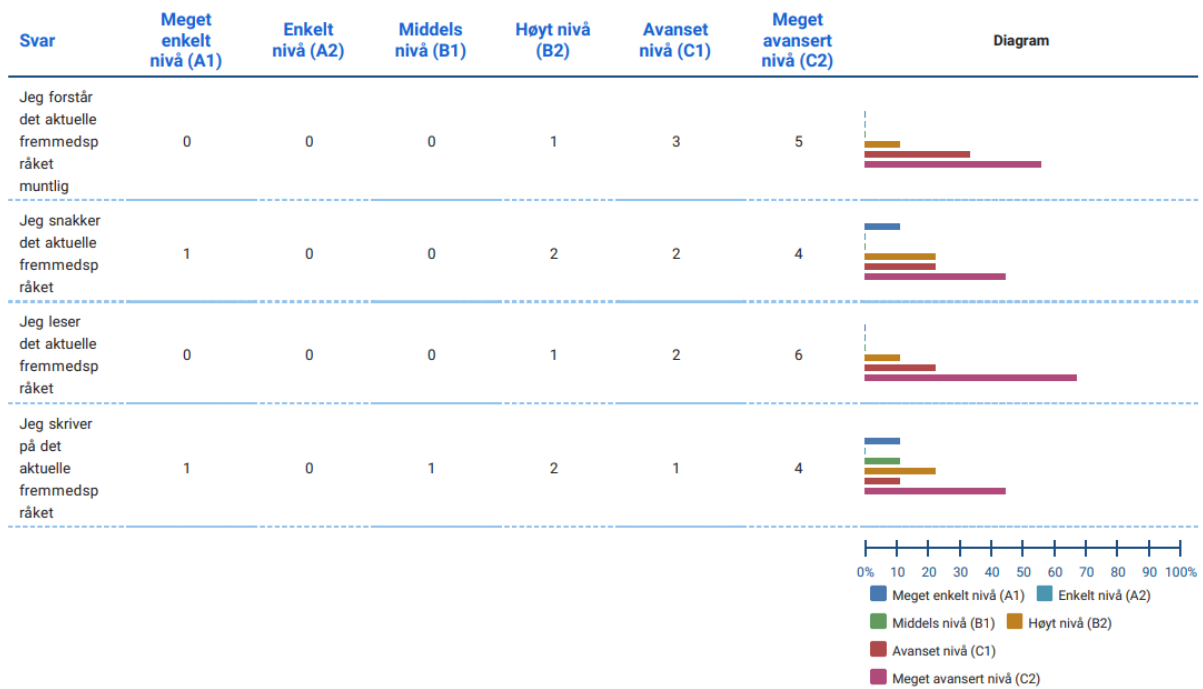 Svar
Meget
enkelt
nivå (A1)
Enkelt
nivå (A2)
Middels
nivå (B1)
Høyt nivå
(B2)
Avanset
nivå (C1)
Meget
avansert
nivå (C2)
Diagram
Jeg forstår
det aktuelle
fremmedsp
råket
muntlig
0
0
0
1
3
5
Jeg snakker
det aktuelle
fremmedsp
råket
1
0
0
2
2
4
Jeg leser
det aktuelle
fremmedsp
råket
0
0
0
1
2
6
Jeg skriver
på det
aktuelle
fremmedsp
råket
1
0
1
2
1
4
0% 10 20 30 40 50 60 70 80 90 100%
Meget enkelt nivå (A1) Enkelt nivå (A2)
Middels nivå (B1) Høyt nivå (B2)
Avanset nivå (C1)
Meget avansert nivå (C2)